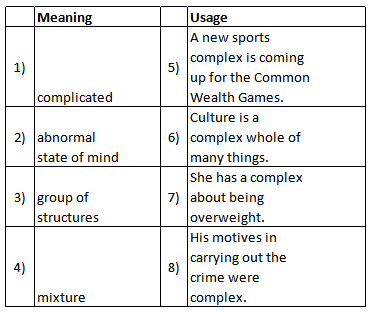 Meaning Usage
1) complicated 5) A new sports
complex is coming
up for the Common
Wealth Games.
2) abnormal
state of mind 6) Culture is a
complex whole of
many things.
3) group of
structures 7) She has a complex
about being
overweight.
4) mixture 8) His motives in
carrying out the
crime were
complex.